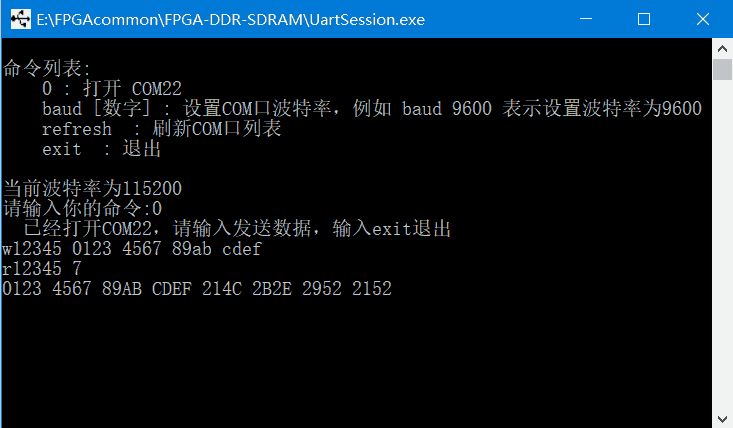 E:\FPGAcommon\FPGA-DDR-SDRAM\UartSession.exe
命令列表:
0 : 打开 COM22
baud [数字] : 设置COM口波特率，例如 baud 9600 表示设置波特率为9600
refresh  : 刷新COM口列表
exit  : 退出
当前波特率为115200
请输入你的命令:0
已经打开COM22，请输入发送数据，输入exit退出
w12345 0123 4567 89ab cdef
r12345 7
0123 4567 89AB CDEF 214C 2B2E 2952 2152